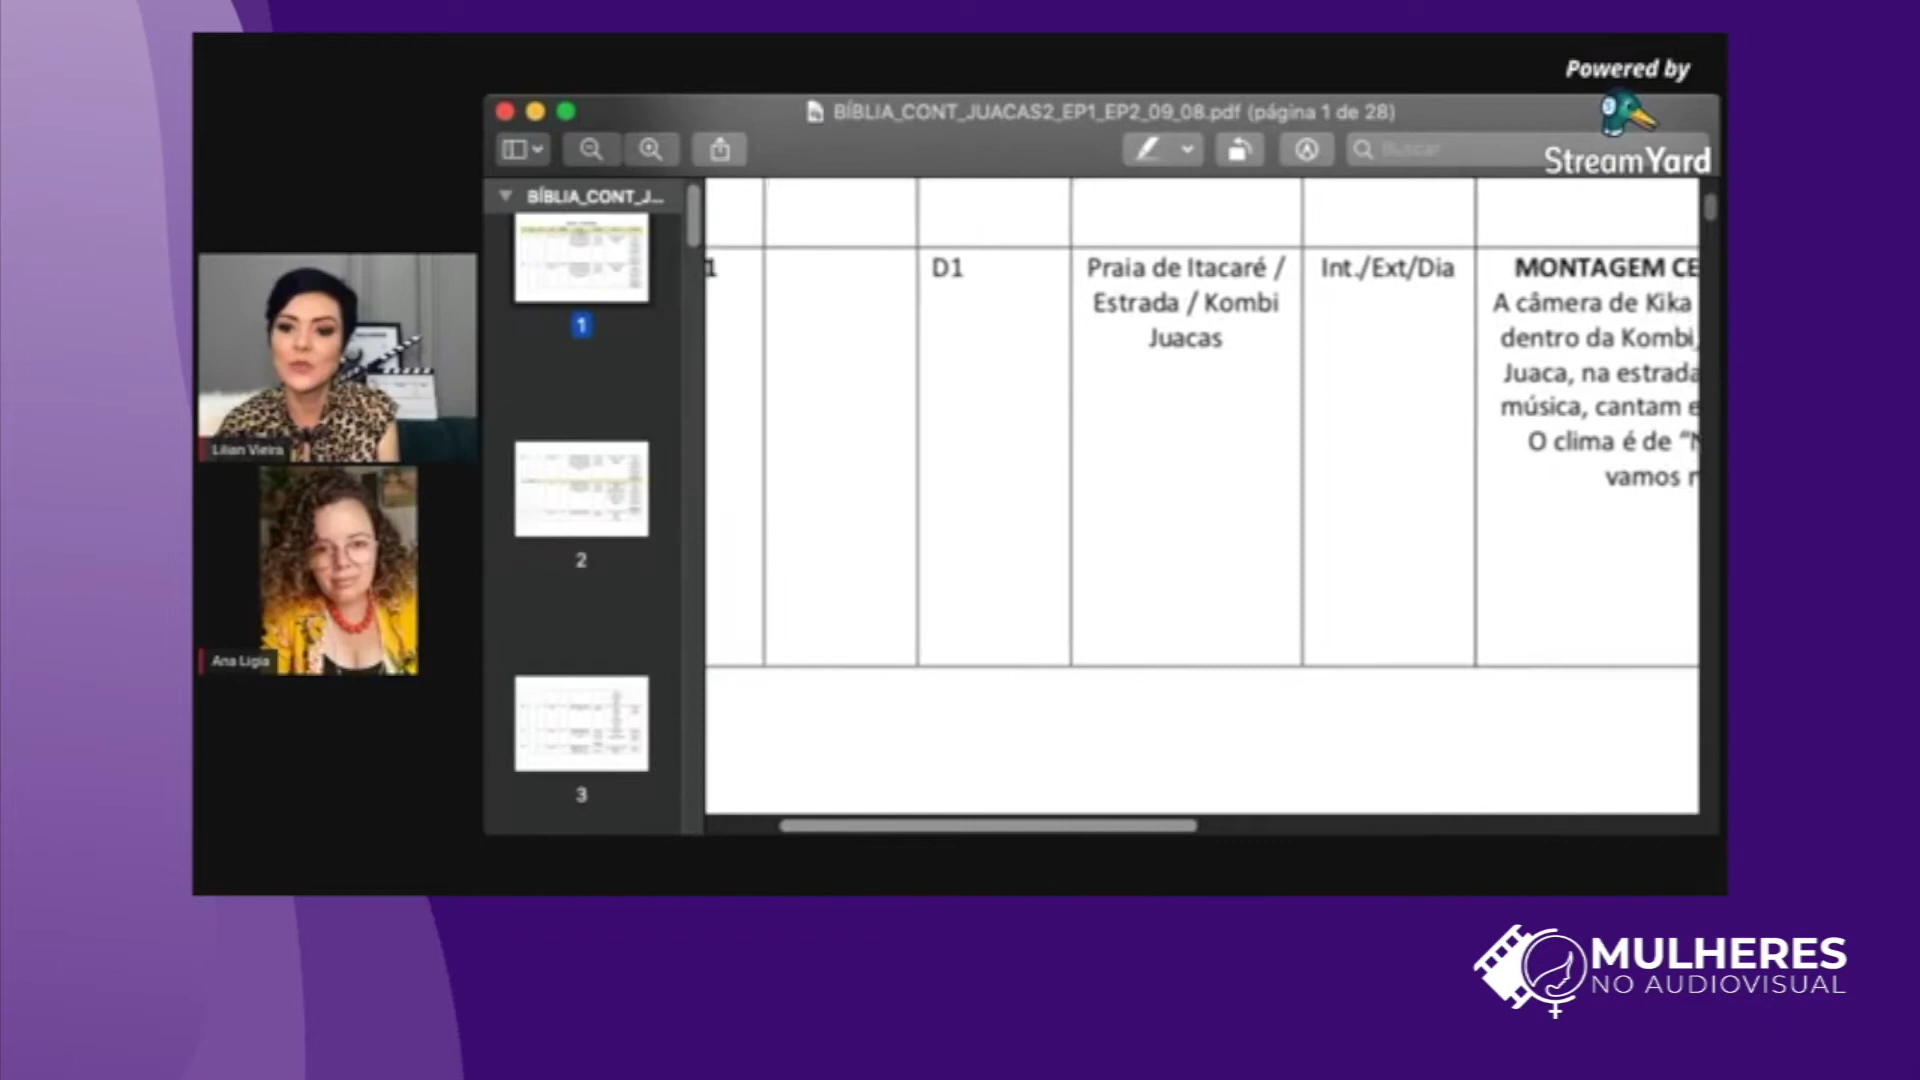 Powered by
StreamYard
BÍBLIA_CONT_JUACAS2_EP1_EP2_09_08.pdf (página 1 de 28)
Buscar
BÍBLIA_CONT_J...
1
2
3
1
D1
Praia de Itacaré /
Estrada / Kombi
Juacas
Int./Ext/Dia
MONTAGEM CE
A câmera de Kika
dentro da Kombi,
Juaca, na estrada
música, cantam e
O clima é de “N
vamos n
Lilian Vieira
Ana Ligia
MULHERES
NO AUDIOVISUAL